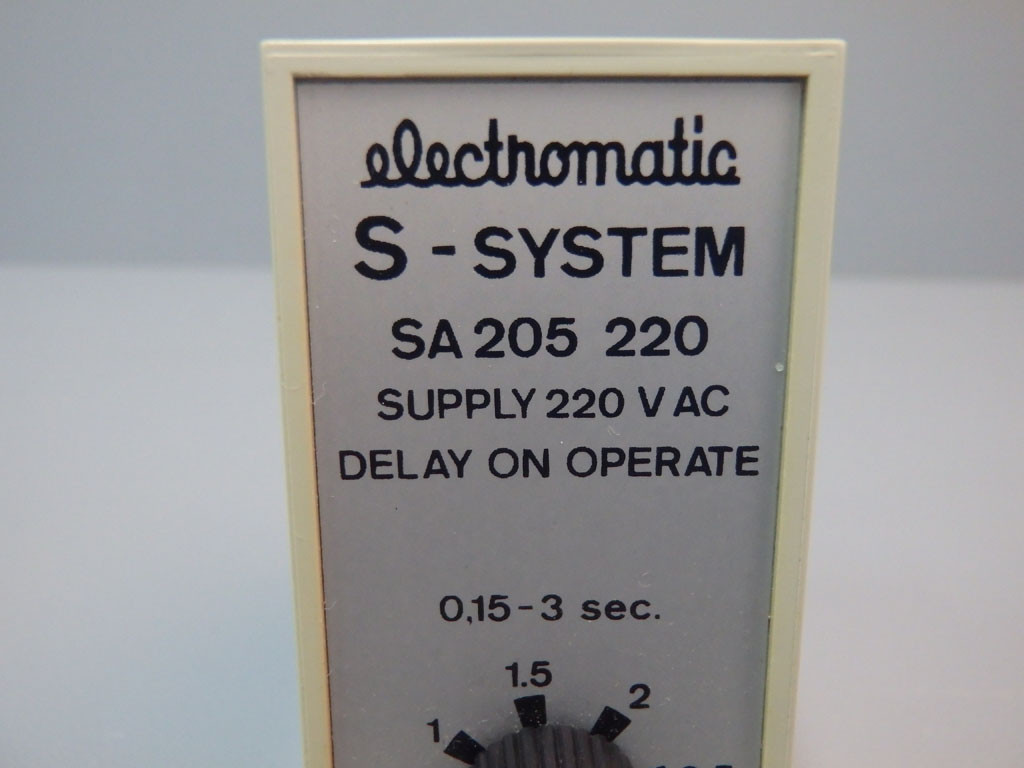 electromatic
S - SYSTEM
SA 205 220
SUPPLY 220 V AC
DELAY ON OPERATE
0,15 - 3 sec.
1.5
1 2